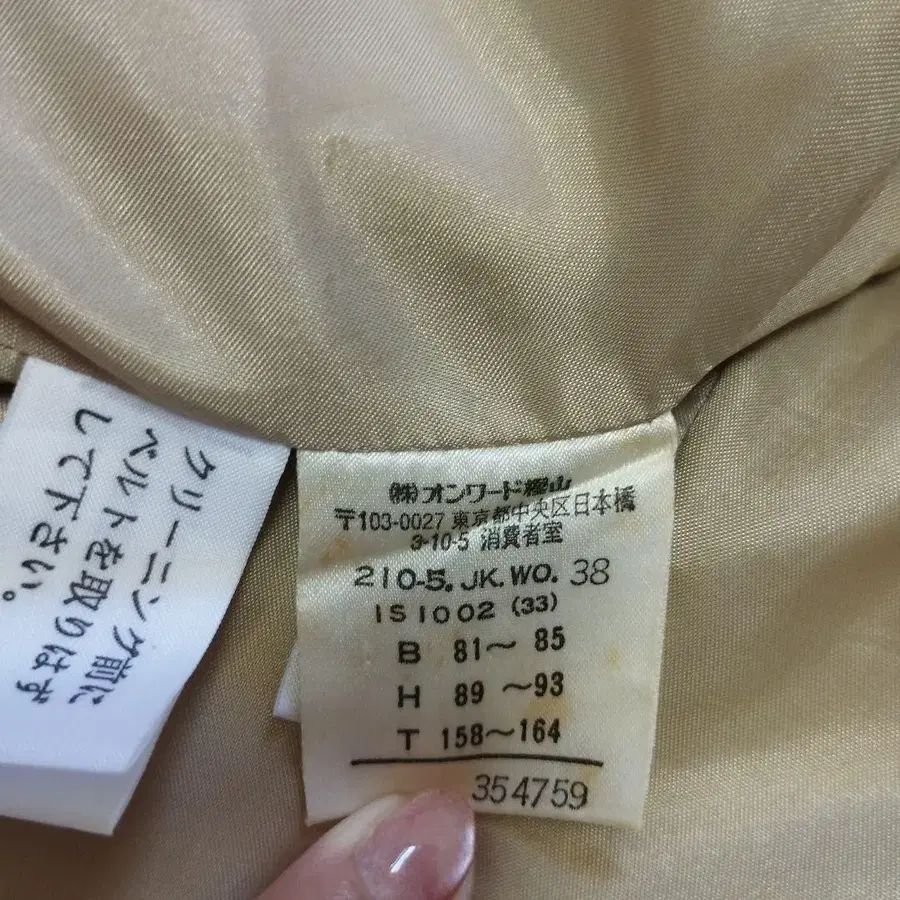 クリーニング前に
ベルトを取りはず
して下さい。
㈱オンワード樫山
〒103-0027 東京都中央区日本橋
3-10-5 消費者室
210-5. JK. WO. 38
IS1002 (33)
B 81~85
H 89~93
T 158~164
354759